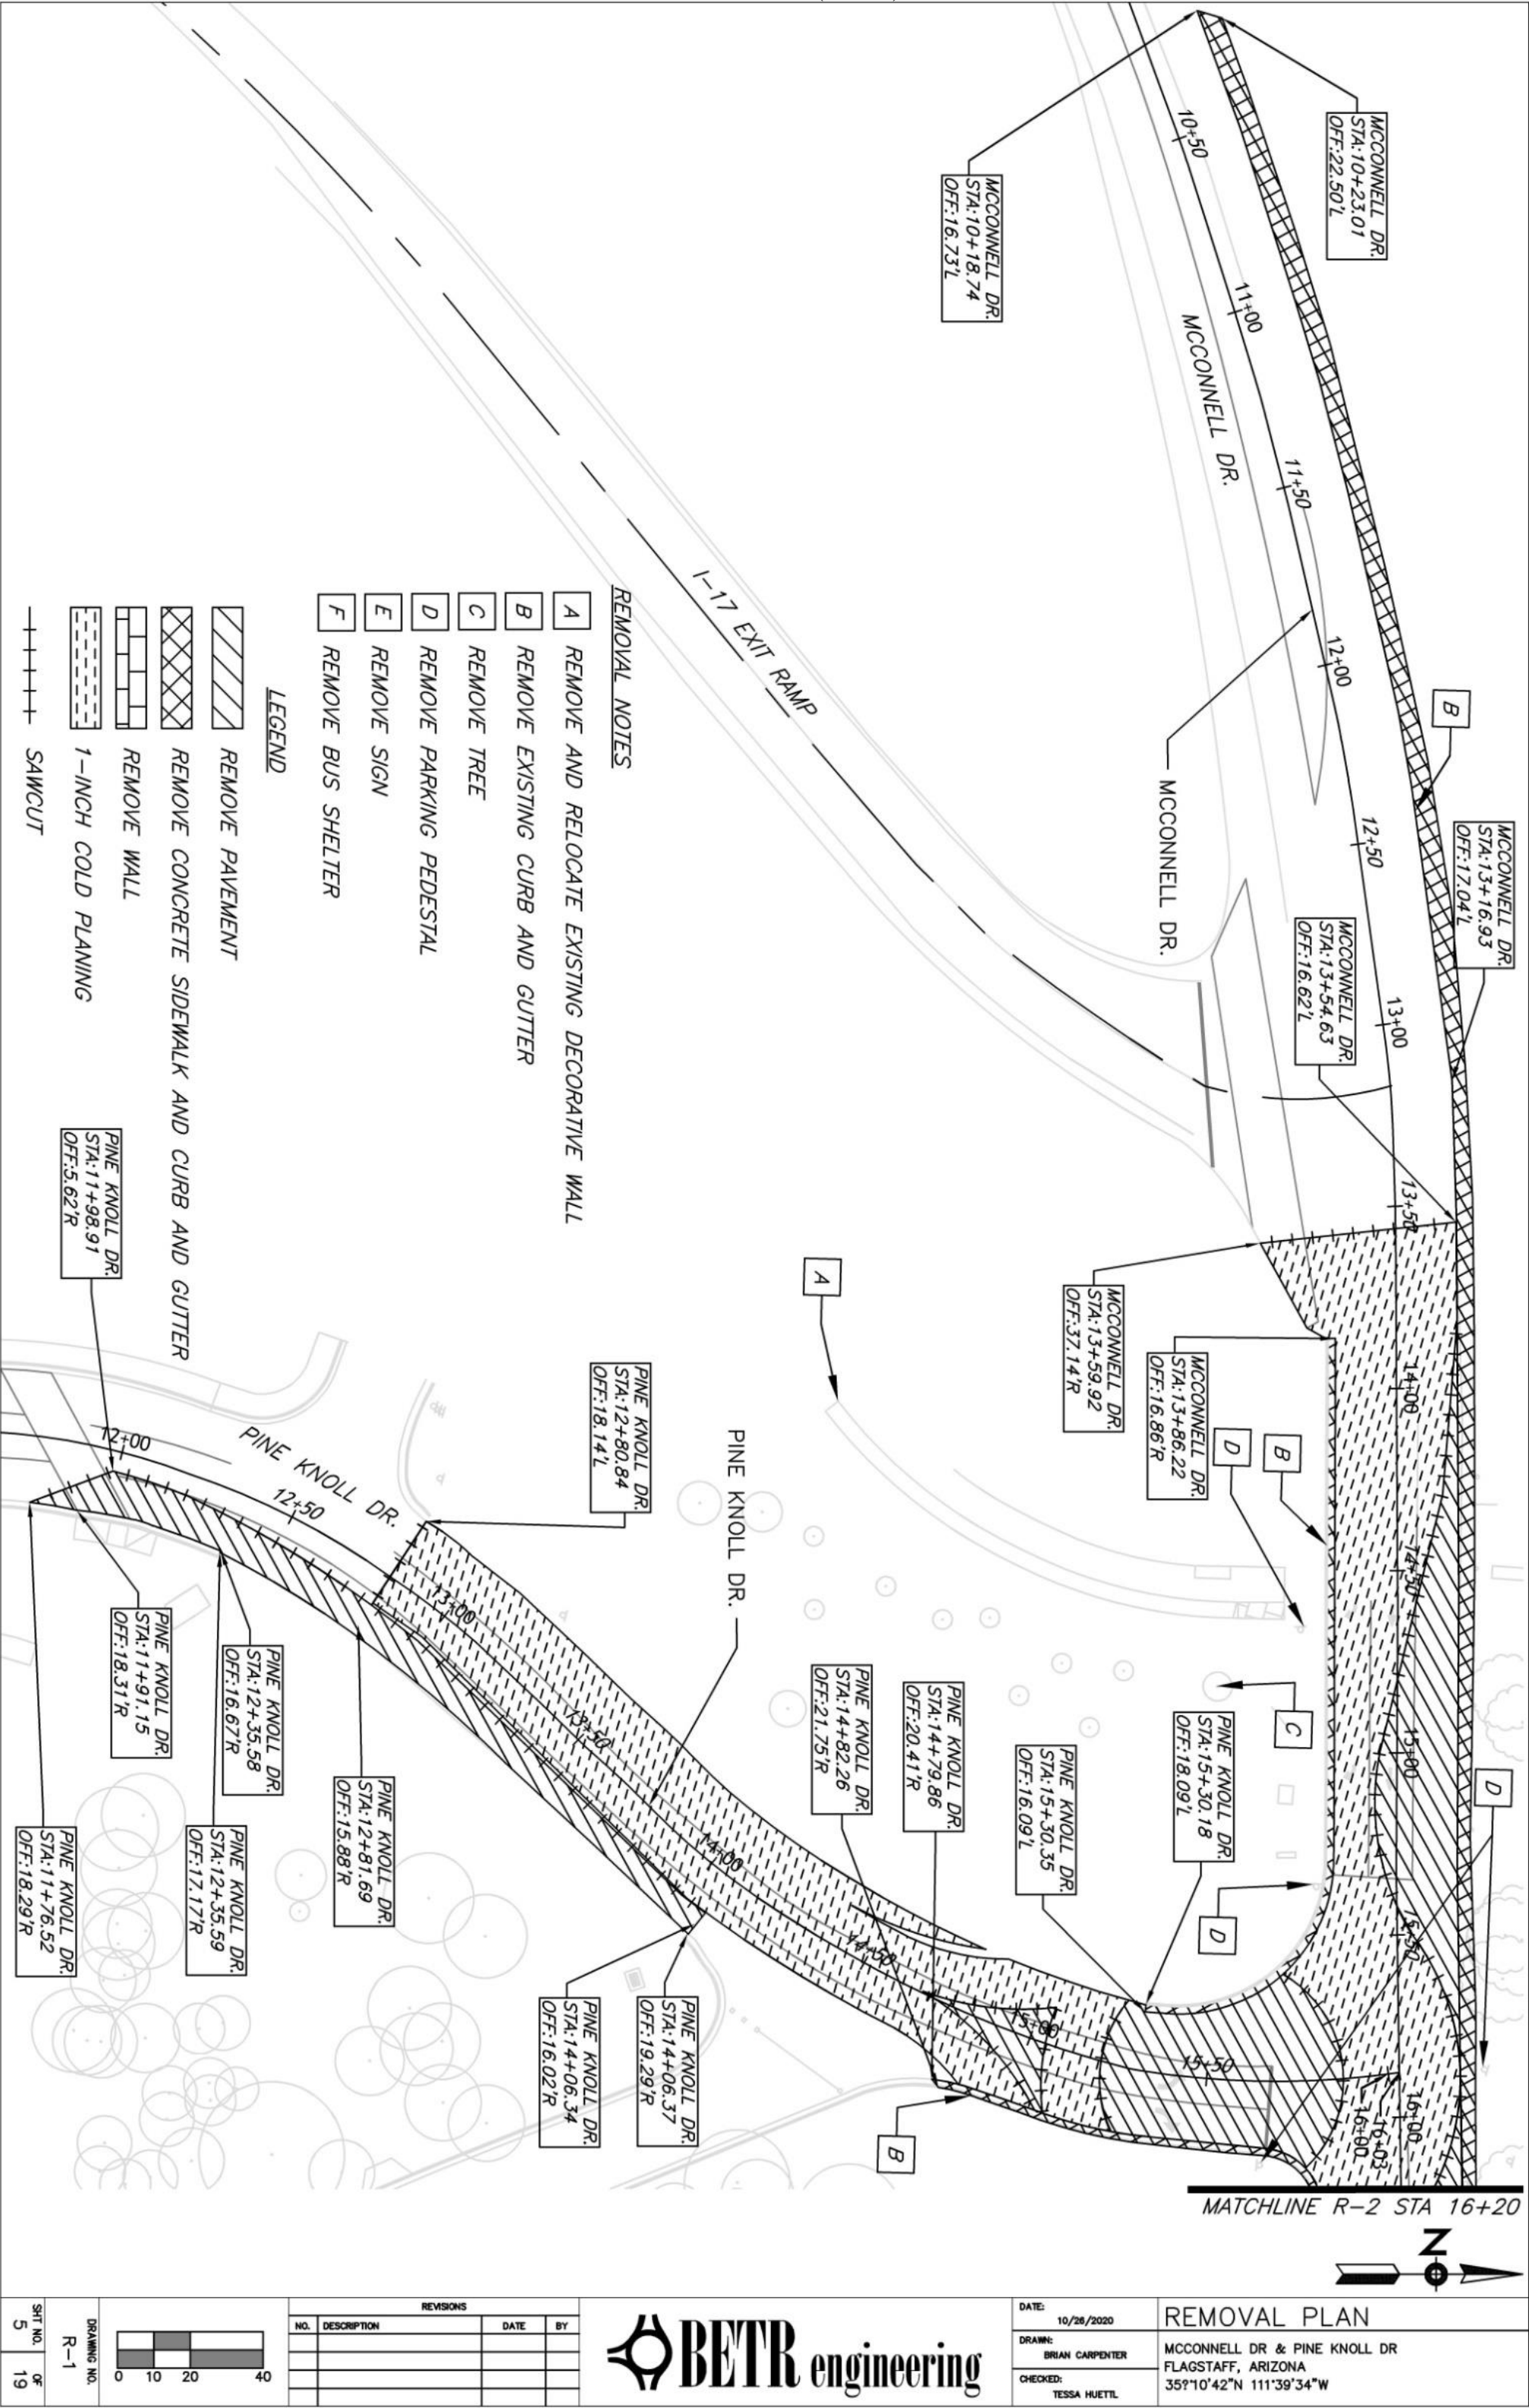 MCCONNELL DR.
STA:10+23.01
OFF:22.50'L
MCCONNELL DR.
STA:10+18.74
OFF:16.73'L
10+50
11+00
MCCONNELL DR.
11+50
12+00
MCCONNELL DR.
B
12+50
MCCONNELL DR.
STA:13+16.93
OFF:17.04'L
MCCONNELL DR.
STA:13+54.63
OFF:16.62'L
13+00
13+50
I-17 EXIT RAMP
REMOVAL NOTES
A REMOVE AND RELOCATE EXISTING DECORATIVE WALL
B REMOVE EXISTING CURB AND GUTTER
C REMOVE TREE
D REMOVE PARKING PEDESTAL
E REMOVE SIGN
F REMOVE BUS SHELTER
LEGEND
REMOVE PAVEMENT
REMOVE CONCRETE SIDEWALK AND CURB AND GUTTER
REMOVE WALL
1-INCH COLD PLANING
SAWCUT
MCCONNELL DR.
STA:13+59.92
OFF:37.14'R
MCCONNELL DR.
STA:13+86.22
OFF:16.86'R
A
D
B
14+00
14+50
15+00
15+50
16+00
16+03
16+00
C
D
D
PINE KNOLL DR.
STA:11+98.91
OFF:5.62'R
12+00
PINE KNOLL DR.
12+50
PINE KNOLL DR.
STA:12+80.84
OFF:18.14'L
PINE KNOLL DR.
13+00
13+50
14+00
14+50
15+00
15+50
PINE KNOLL DR.
STA:15+30.18
OFF:18.09'L
PINE KNOLL DR.
STA:15+30.35
OFF:16.09'L
PINE KNOLL DR.
STA:14+79.86
OFF:20.41'R
PINE KNOLL DR.
STA:14+82.26
OFF:21.75'R
PINE KNOLL DR.
STA:11+91.15
OFF:18.31'R
PINE KNOLL DR.
STA:12+35.58
OFF:16.67'R
PINE KNOLL DR.
STA:12+81.69
OFF:15.88'R
PINE KNOLL DR.
STA:12+35.59
OFF:17.17'R
PINE KNOLL DR.
STA:11+76.52
OFF:18.29'R
PINE KNOLL DR.
STA:14+06.37
OFF:19.29'R
PINE KNOLL DR.
STA:14+06.34
OFF:16.02'R
B
MATCHLINE R-2 STA 16+20
N
REMOVAL PLAN
MCCONNELL DR & PINE KNOLL DR
FLAGSTAFF, ARIZONA
35?10'42"N 111°39'34"W
DATE:
10/26/2020
DRAWN:
BRIAN CARPENTER
CHECKED:
TESSA HUETTL
BETR engineering
REVISIONS
NO. DESCRIPTION DATE BY
0 10 20 40
DRAWING NO.
R-1
SHT NO. OF
5 19